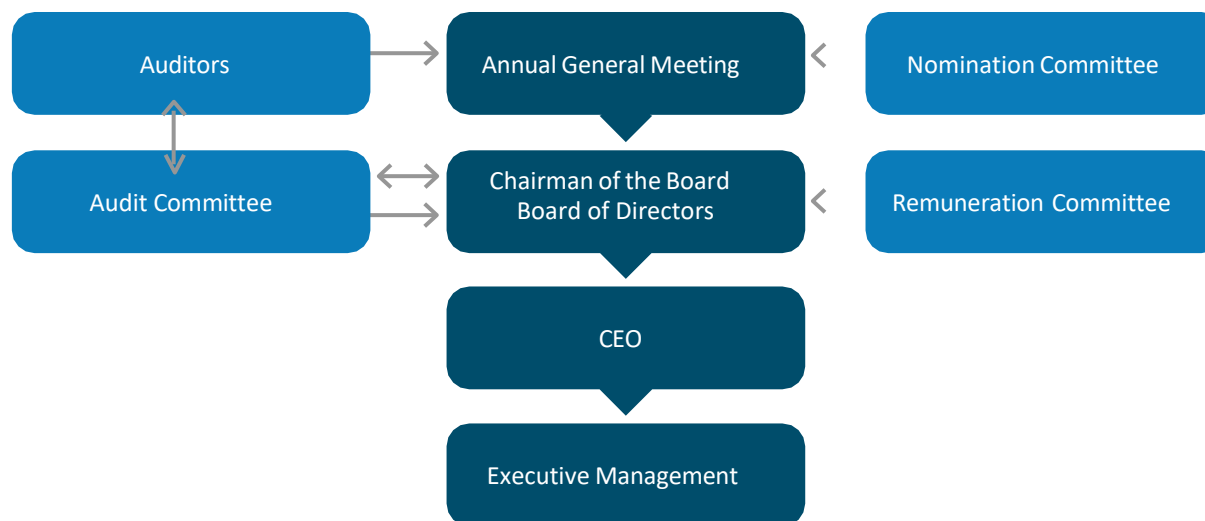 Auditors
Annual General Meeting
Nomination Committee
Audit Committee
Chairman of the Board
Board of Directors
Remuneration Committee
CEO
Executive Management